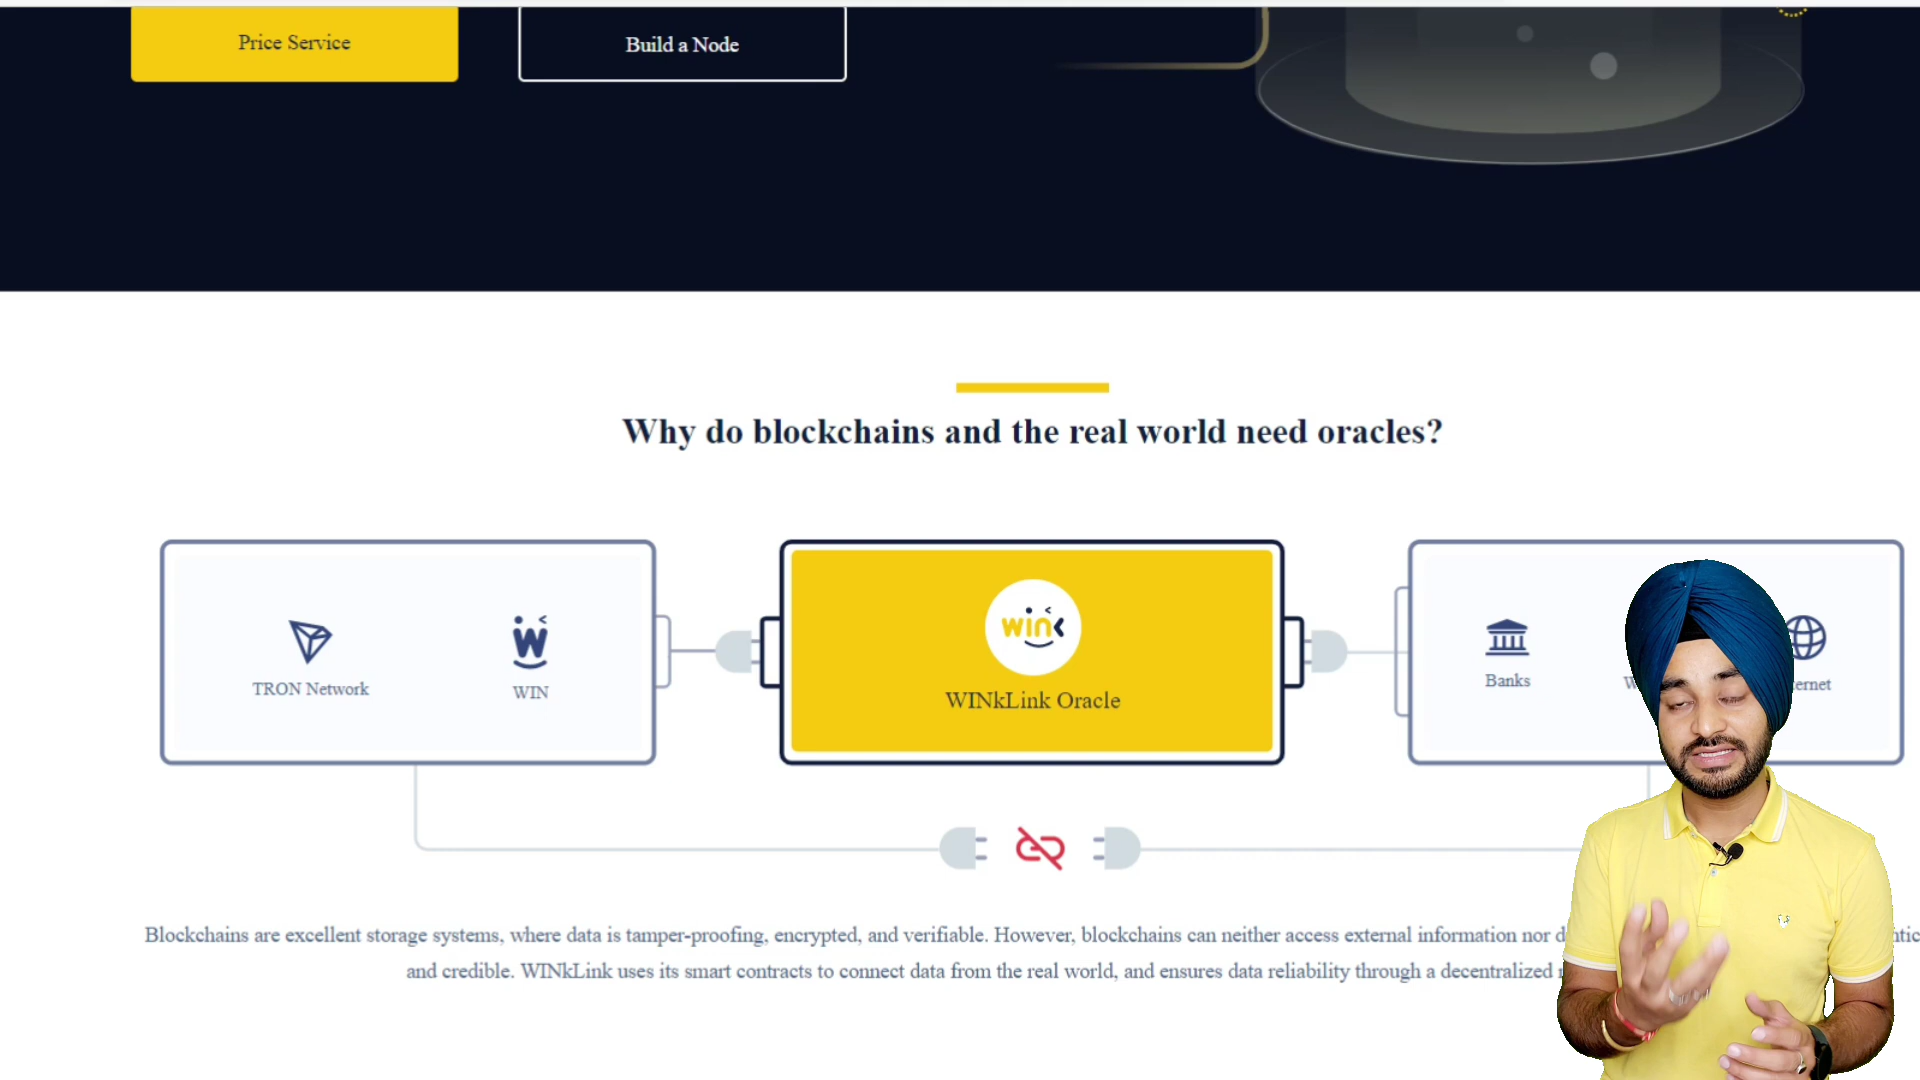 Price Service
Build a Node
Why do blockchains and the real world need oracles?
wink
w
TRON Network
WIN
WINkLink Oracle
Banks
Blockchains are excellent storage systems, where data is tamper-proofing, encrypted, and verifiable. However, blockchains can neither access external information nor
and credible. WINkLink uses its smart contracts to connect data from the real world, and ensures data reliability through a decentralized